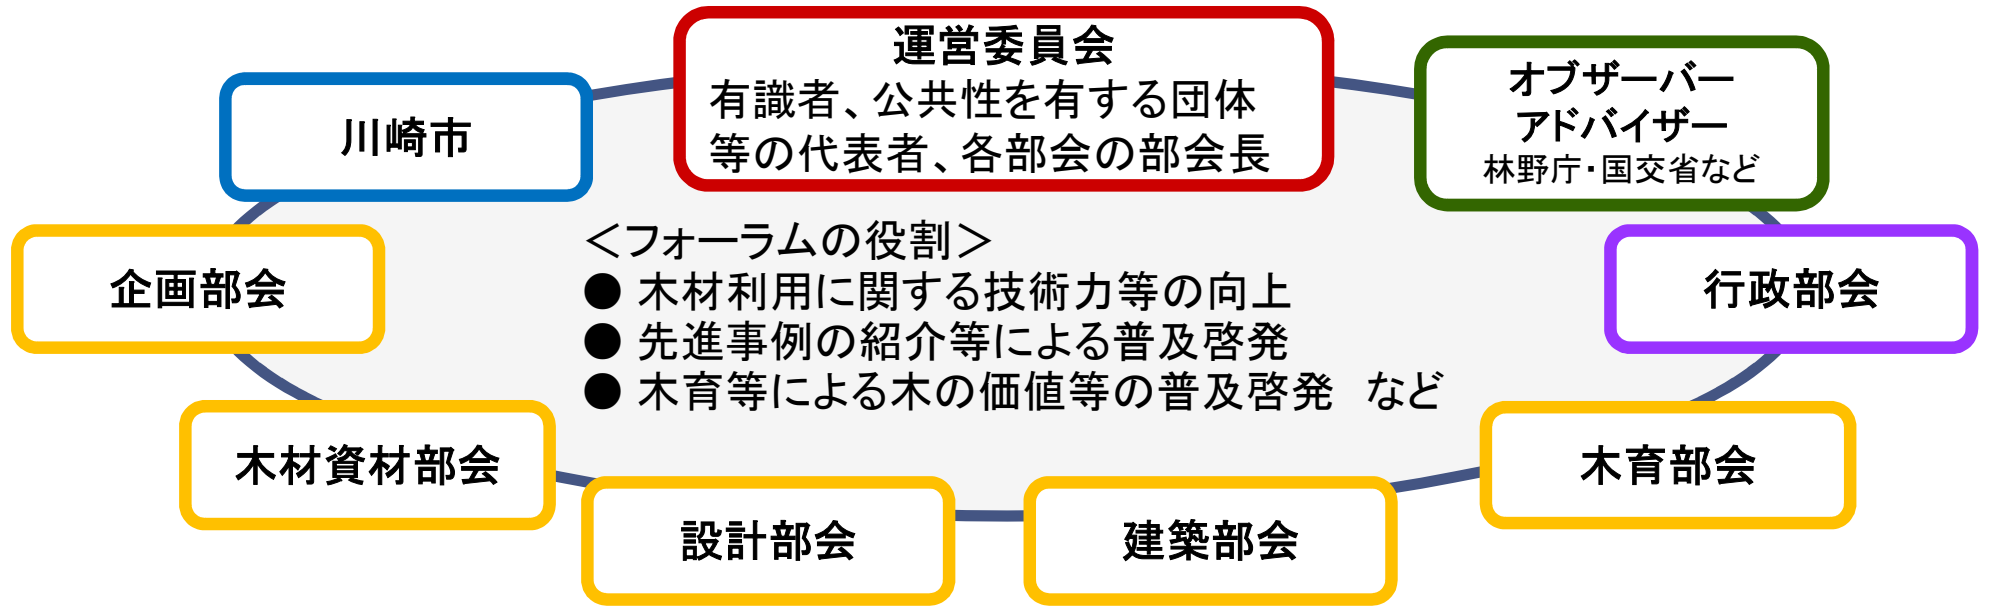 運営委員会
有識者、公共性を有する団体
等の代表者、各部会の部会長
オブザーバー
アドバイザー
林野庁・国交省など
川崎市
企画部会
行政部会
＜フォーラムの役割＞
● 木材利用に関する技術力等の向上
● 先進事例の紹介等による普及啓発
● 木育等による木の価値等の普及啓発　など
木材資材部会
木育部会
設計部会
建築部会